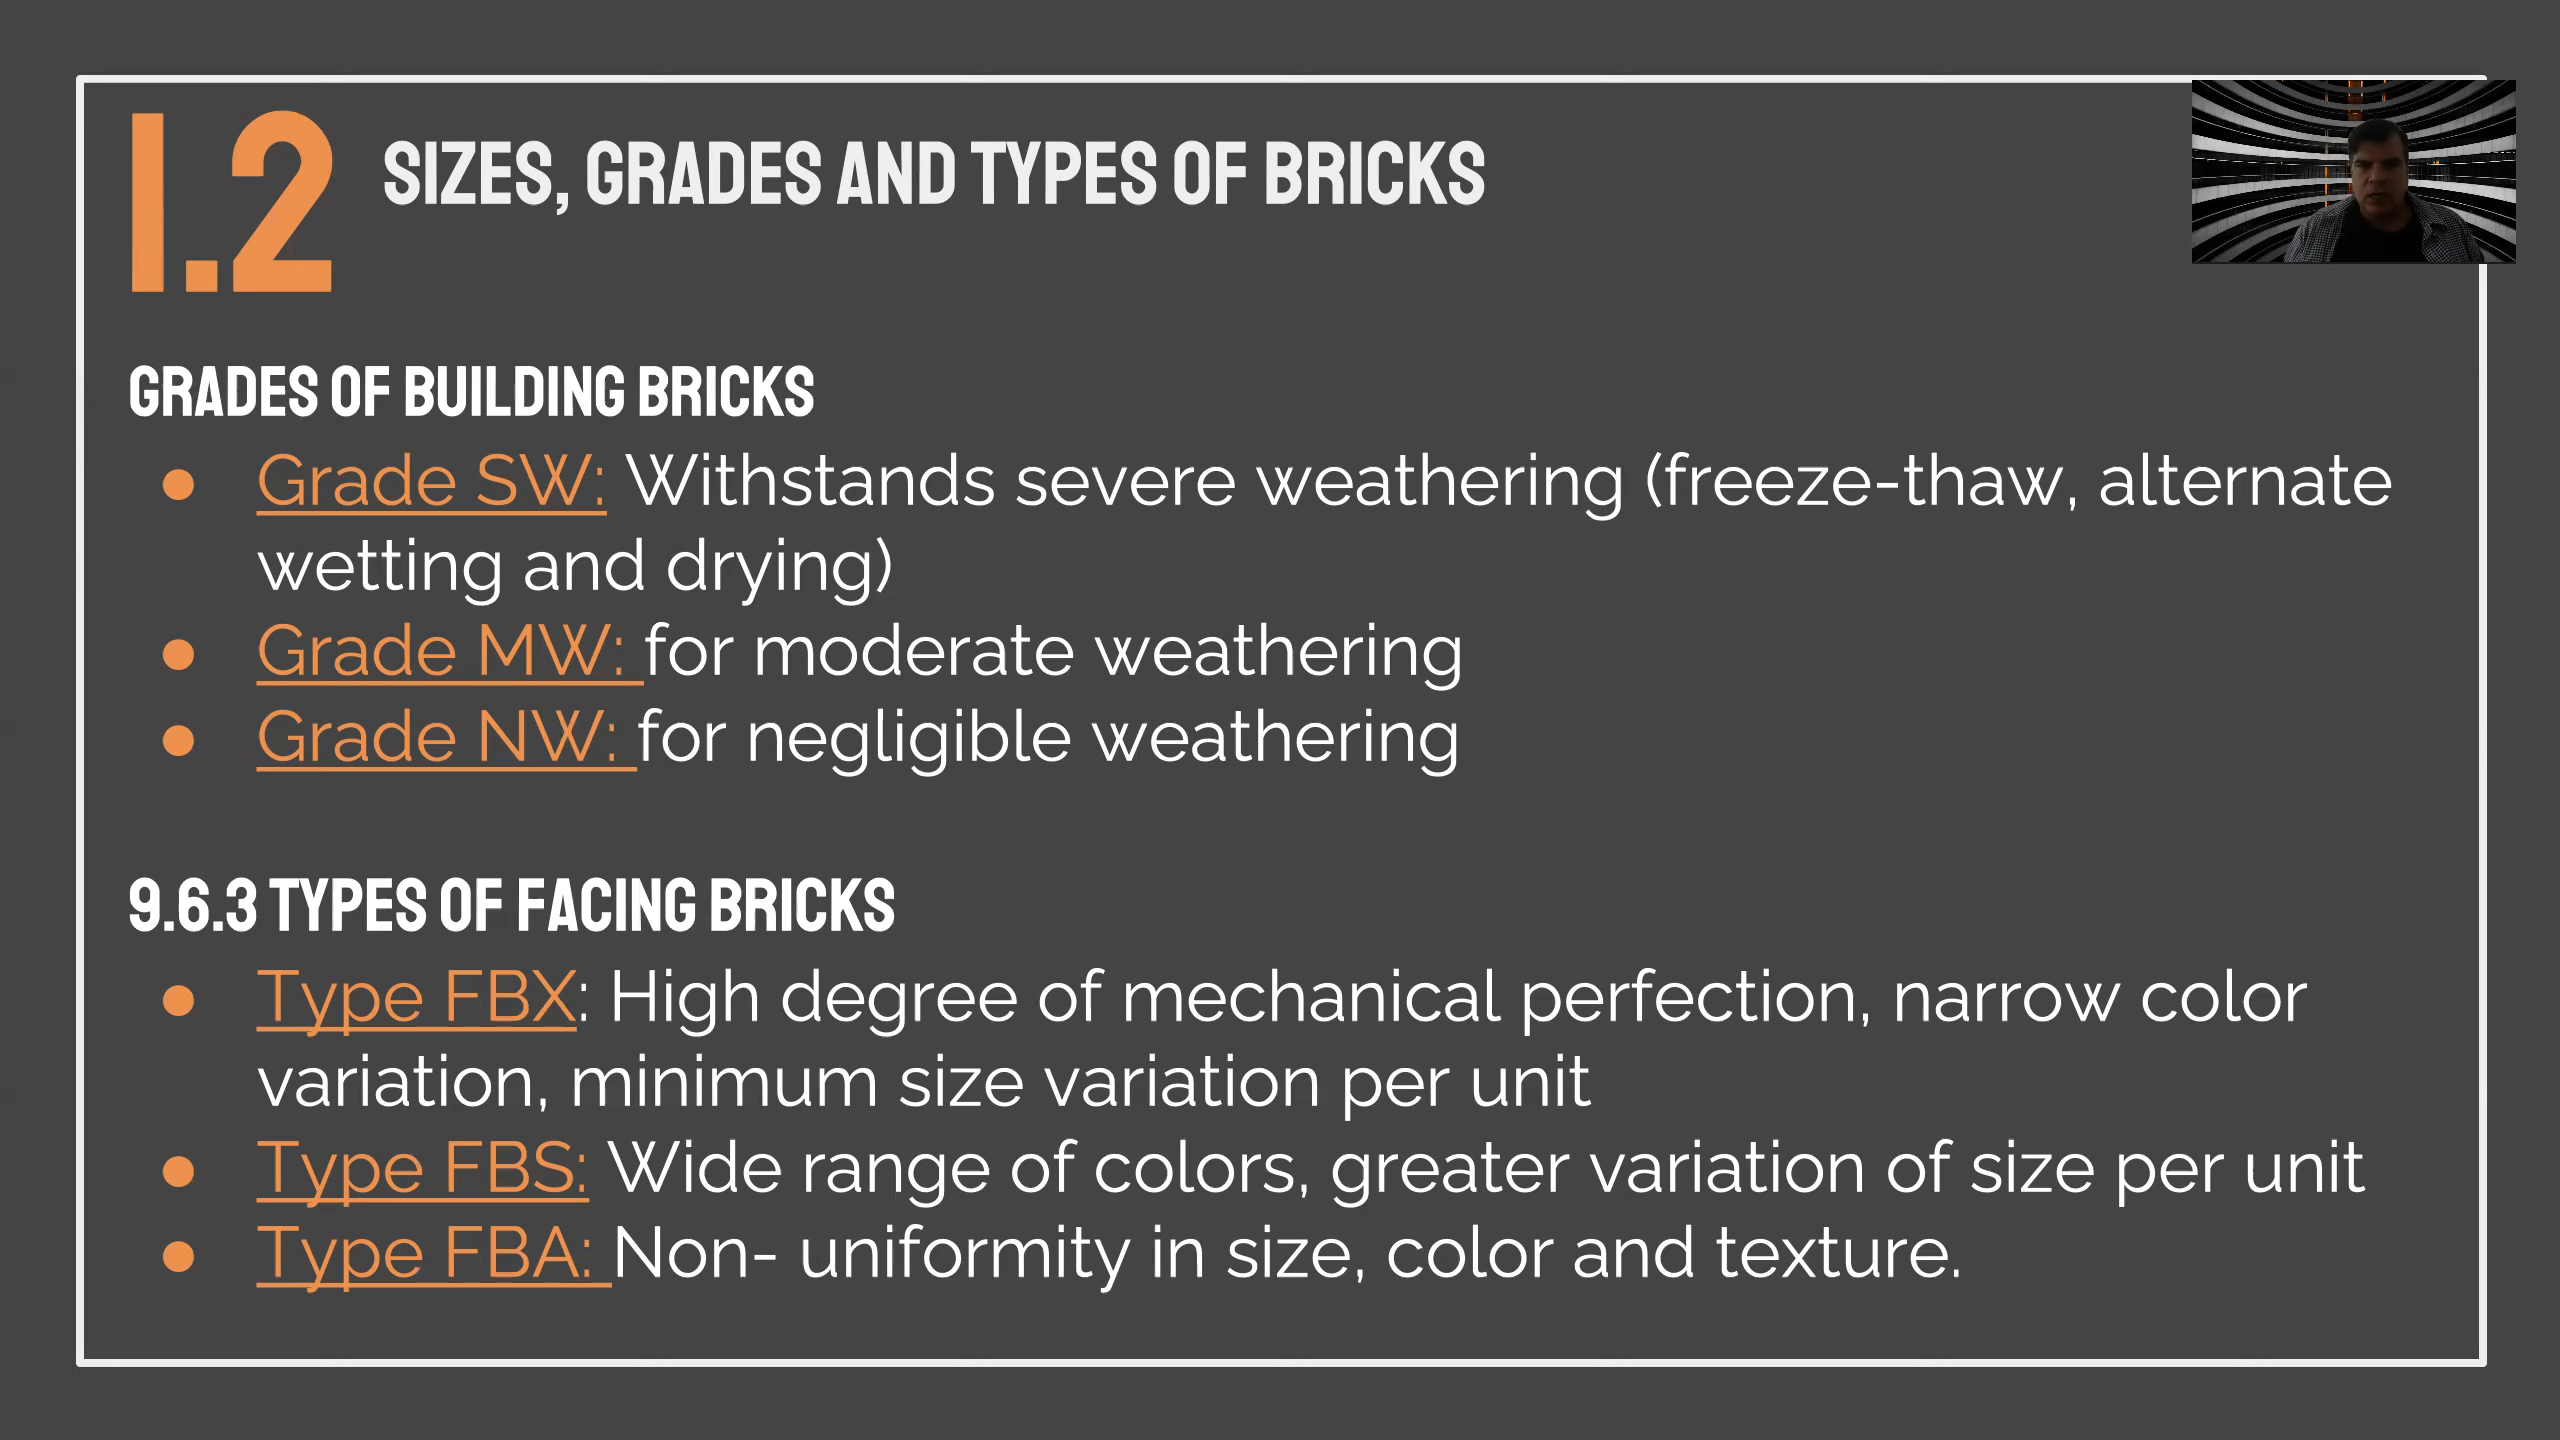 1.2
SIZES, GRADES AND TYPES OF BRICKS
GRADES OF BUILDING BRICKS
● Grade SW: Withstands severe weathering (freeze-thaw, alternate
wetting and drying)
● Grade MW: for moderate weathering
● Grade NW: for negligible weathering
9.6.3 TYPES OF FACING BRICKS
● Type FBX: High degree of mechanical perfection, narrow color
variation, minimum size variation per unit
● Type FBS: Wide range of colors, greater variation of size per unit
● Type FBA: Non- uniformity in size, color and texture.